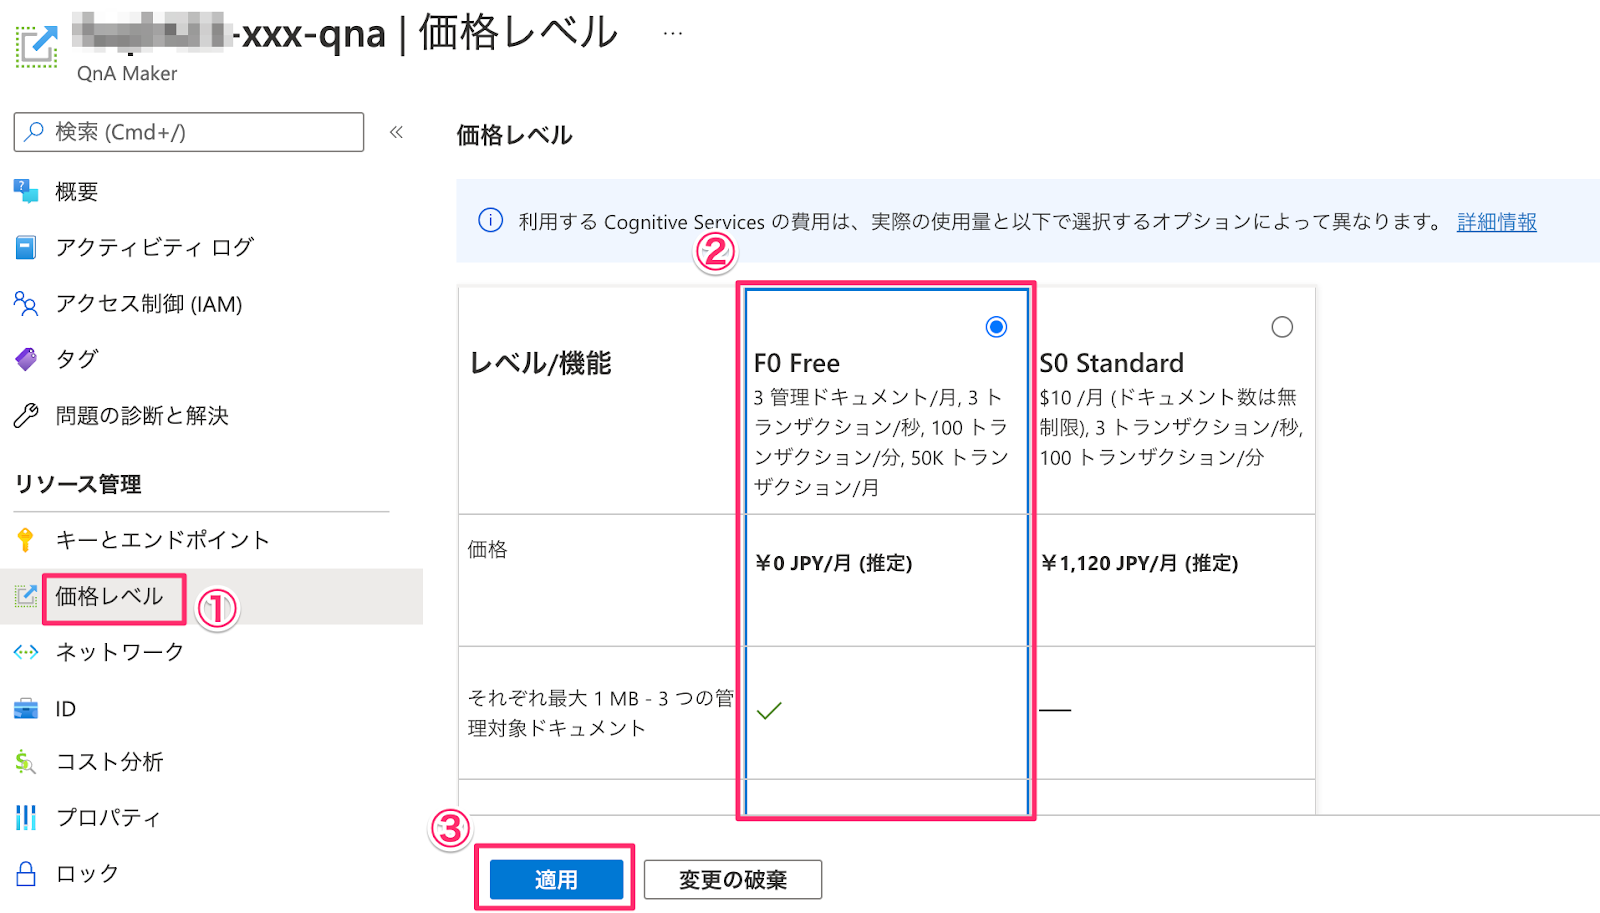 -xxx-qna | 価格レベル …
QnA Maker
検索 (Cmd+/)
«
概要
アクティビティ ログ
アクセス制御 (IAM)
タグ
問題の診断と解決
リソース管理
キーとエンドポイント
価格レベル
①
ネットワーク
ID
コスト分析
プロパティ
ロック
価格レベル
利用する Cognitive Services の費用は、実際の使用量と以下で選択するオプションによって異なります。 詳細情報
②
レベル/機能
F0 Free
3 管理ドキュメント/月, 3 ト
ランザクション/秒, 100 トラ
ンザクション/分, 50K トラン
ザクション/月
S0 Standard
$10 /月 (ドキュメント数は無
制限), 3 トランザクション/秒,
100 トランザクション/分
価格
¥0 JPY/月 (推定)
¥1,120 JPY/月 (推定)
それぞれ最大 1 MB - 3 つの管
理対象ドキュメント
③
適用
変更の破棄